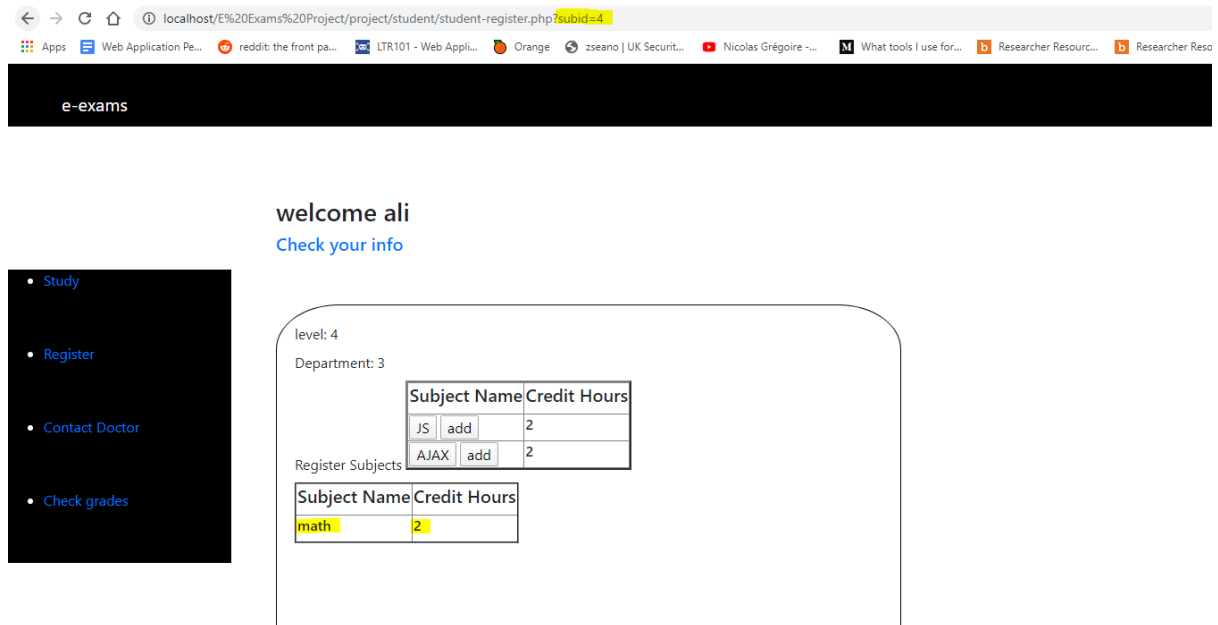 localhost/E%20Exams%20Project/project/student/student-register.php?subid=4
Apps Web Application Pe... reddit: the front pa... LTR101 - Web Appli... Orange zseano | UK Securit... Nicolas Grégoire -... What tools I use for... Researcher Resourc... Researcher Reso
e-exams
welcome ali
Check your info
Study
Register
Contact Doctor
Check grades
level: 4
Department: 3
Subject Name Credit Hours
JS add 2
AJAX add 2
Register Subjects
Subject Name Credit Hours
math 2